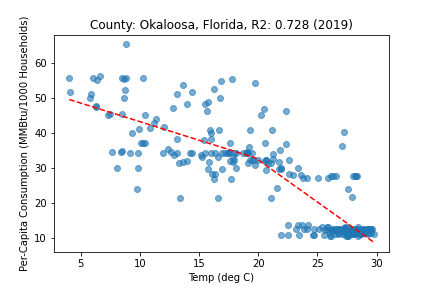 County: Okaloosa, Florida, R2: 0.728 (2019)
Per-Capita Consumption (MMBtu/1000 Households)
60
50
40
30
20
10
5 10 15 20 25 30
Temp (deg C)